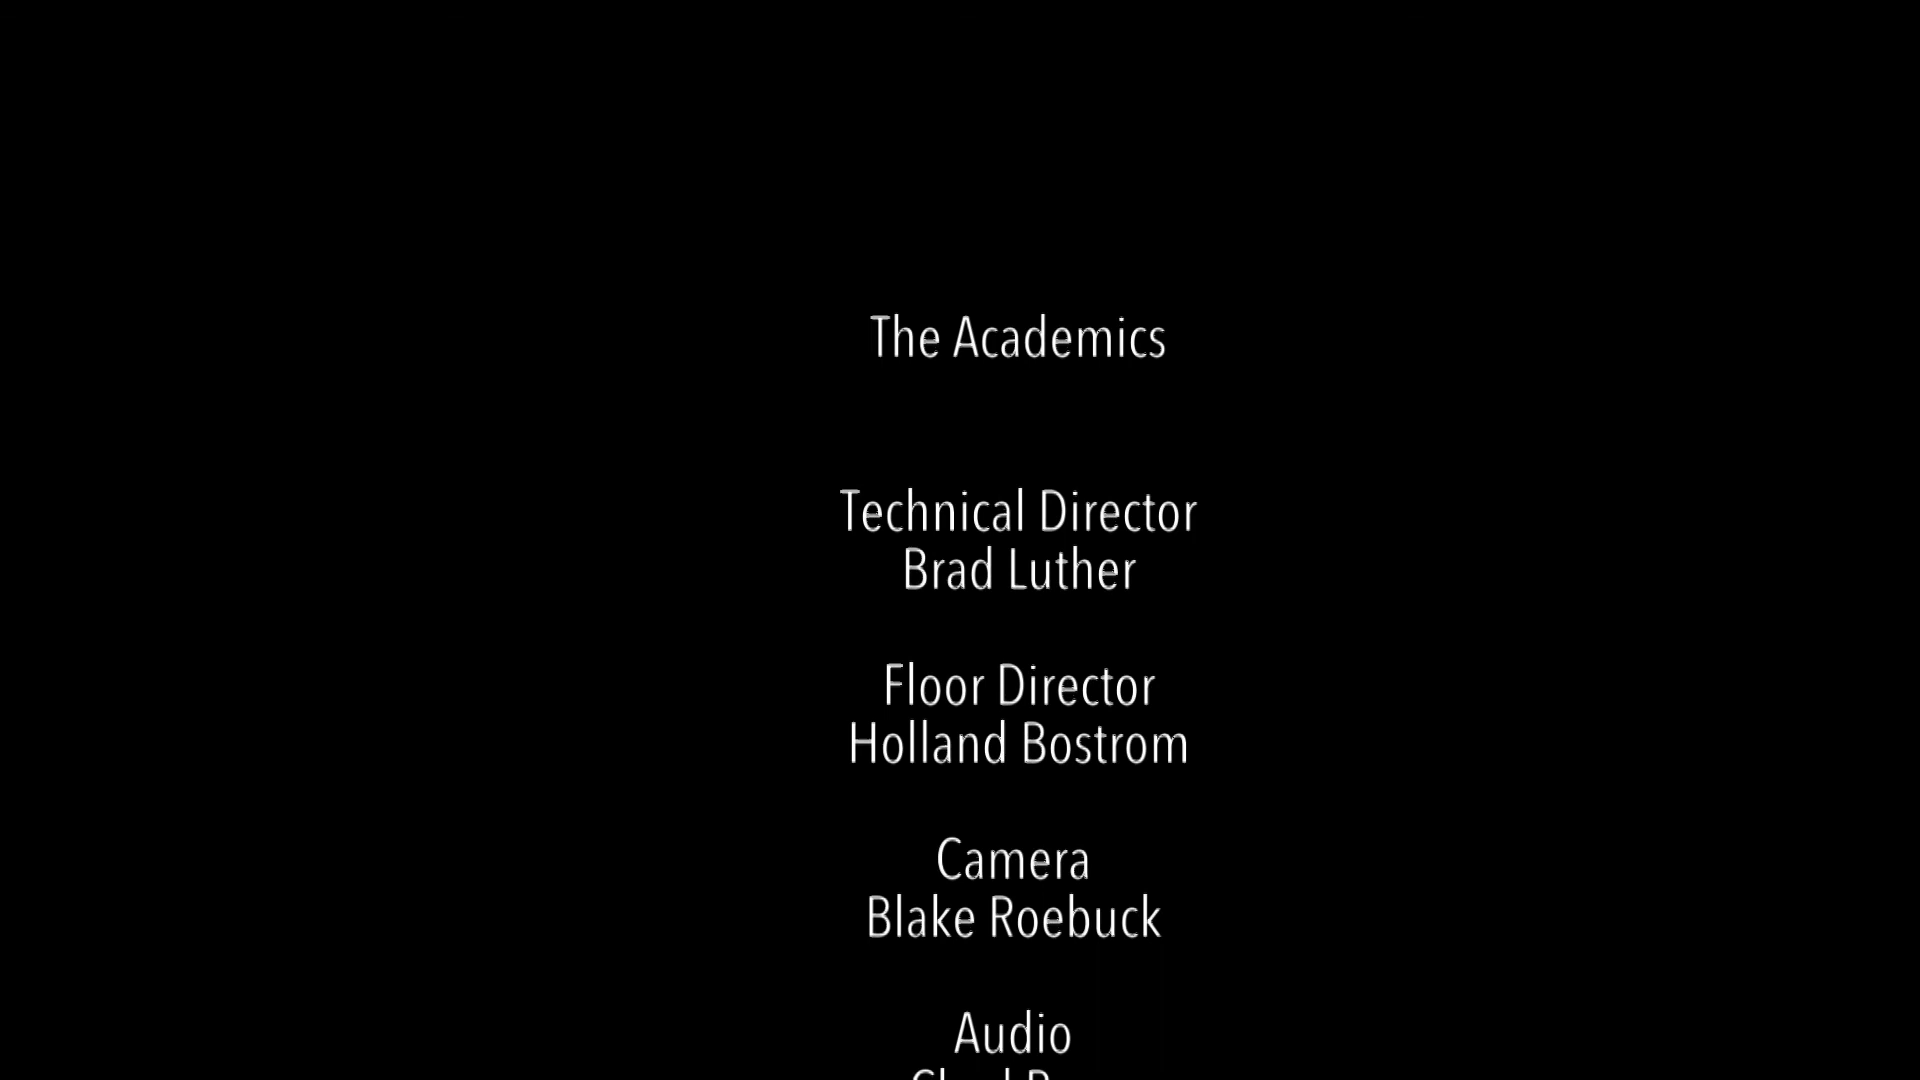 The Academics
Technical Director
Brad Luther
Floor Director
Holland Bostrom
Camera
Blake Roebuck
Audio